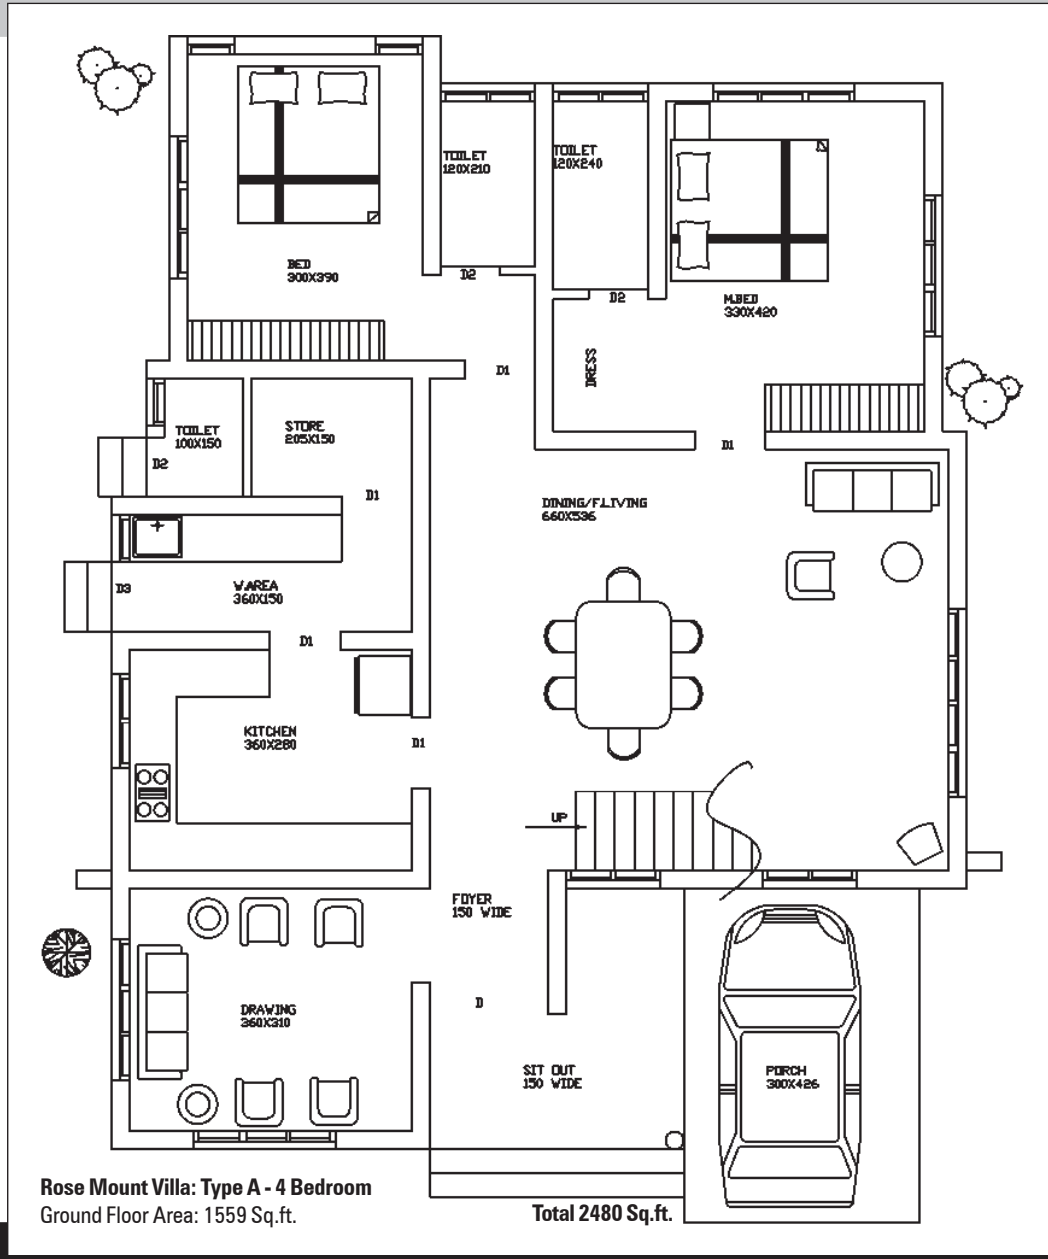 TOILET
120X210
TOILET
120X240
BED
300X390
D2
D2
M.BED
330X420
DRESS
D1
TOILET
100X150
STORE
205X150
D2
D1
D1
DINING/F.LIVING
660X536
D3
W.AREA
360X150
D1
KITCHEN
360X280
D1
UP
FOYER
150 WIDE
DRAWING
360X310
D
SIT OUT
150 WIDE
PORCH
300X426
Rose Mount Villa: Type A - 4 Bedroom
Ground Floor Area: 1559 Sq.ft.
Total 2480 Sq.ft.